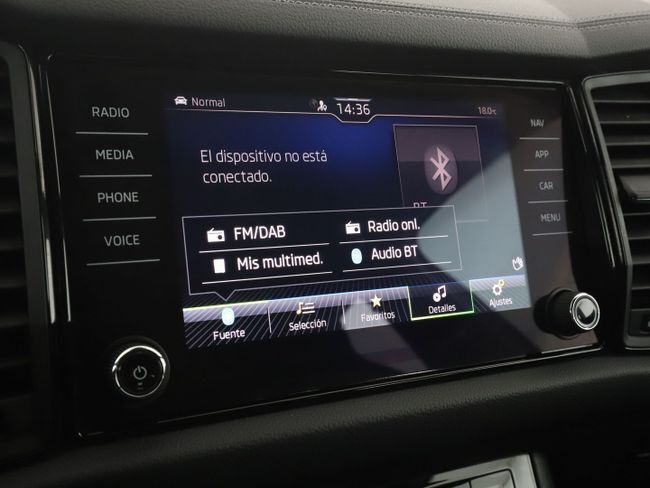 RADIO
MEDIA
PHONE
VOICE
Normal
14:36
18.0°C
El dispositivo no está
conectado.
BT
FM/DAB
Radio onl.
Mis multimed.
Audio BT
Fuente
Selección
Favoritos
Detalles
Ajustes
NAV
APP
CAR
MENU